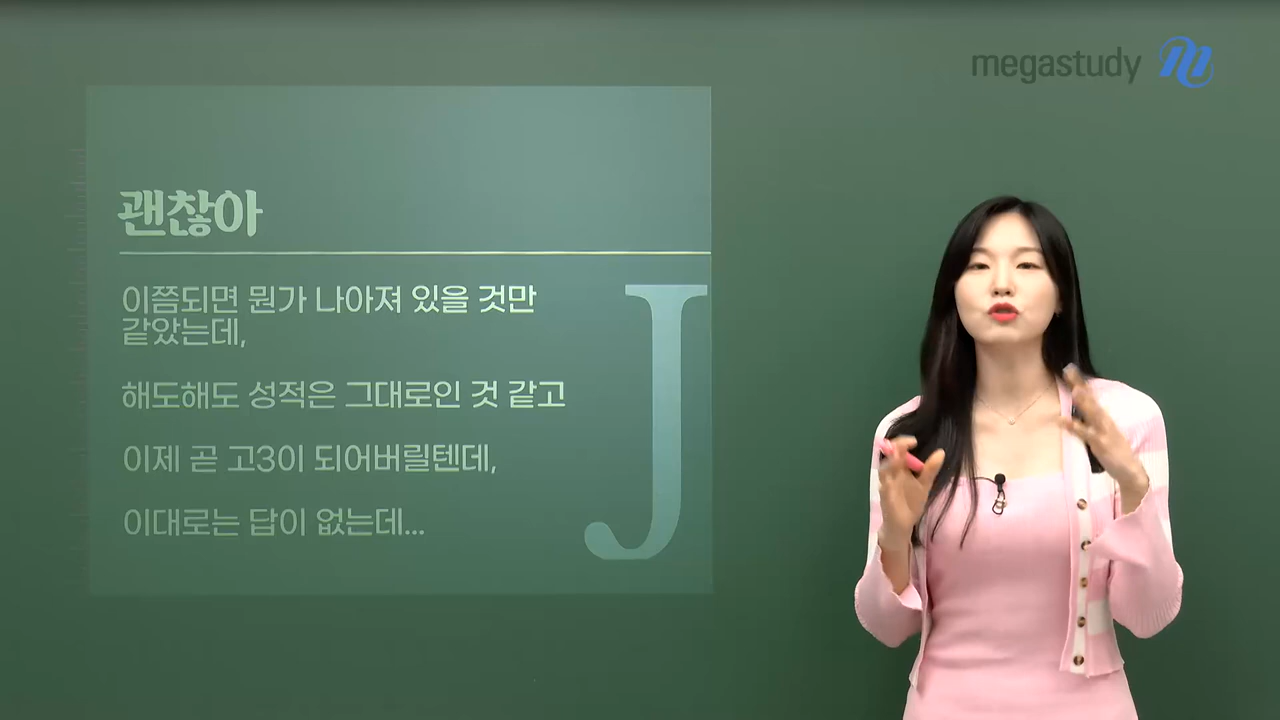 megastudy
괜찮아
이쯤되면 뭔가 나아져 있을 것만
같았는데,
해도해도 성적은 그대로인 것 같고
이제 곧 고3이 되어버릴텐데,
이대로는 답이 없는데...
J